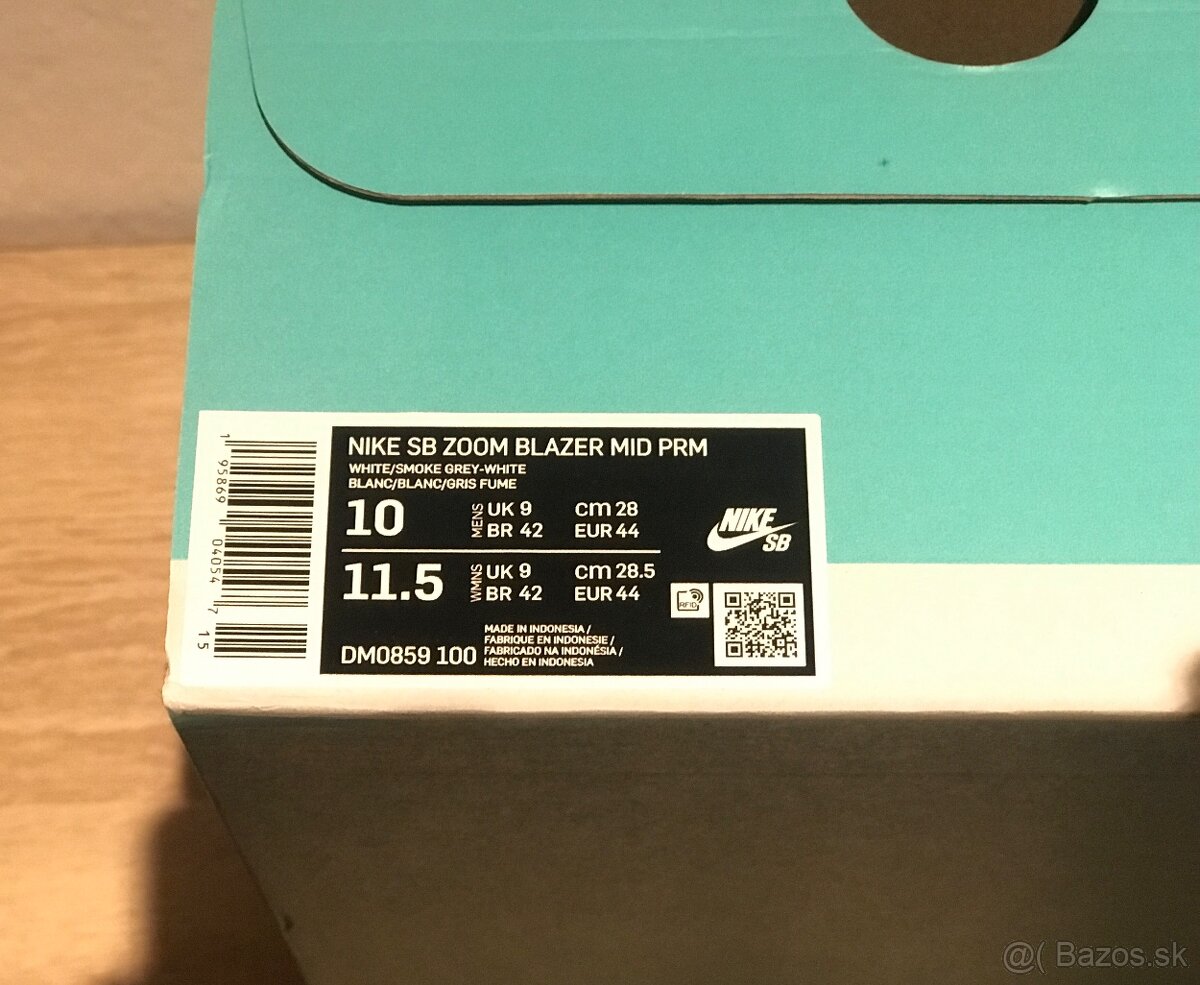 NIKE SB ZOOM BLAZER MID PRM
WHITE/SMOKE GREY-WHITE
BLANC/BLANC/GRIS FUME
10 MENS UK 9 cm 28
BR 42 EUR 44
11.5 WMNS UK 9 cm 28.5
BR 42 EUR 44
NIKE
SB
RFID
DM0859 100
MADE IN INDONESIA /
FABRIQUE EN INDONESIE /
FABRICADO NA INDONÉSIA /
HECHO EN INDONESIA
1 95869 04054 7 15
@( Bazos.sk